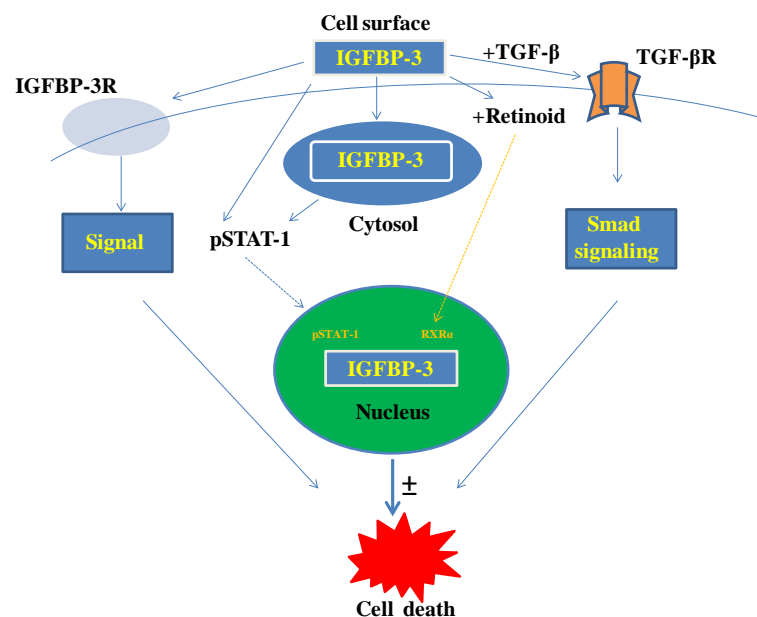 Cell surface
IGFBP-3
+TGF-β
TGF-βR
IGFBP-3R
+Retinoid
IGFBP-3
Cytosol
pSTAT-1
Signal
Smad
signaling
pSTAT-1
RXRα
IGFBP-3
Nucleus
±
Cell death